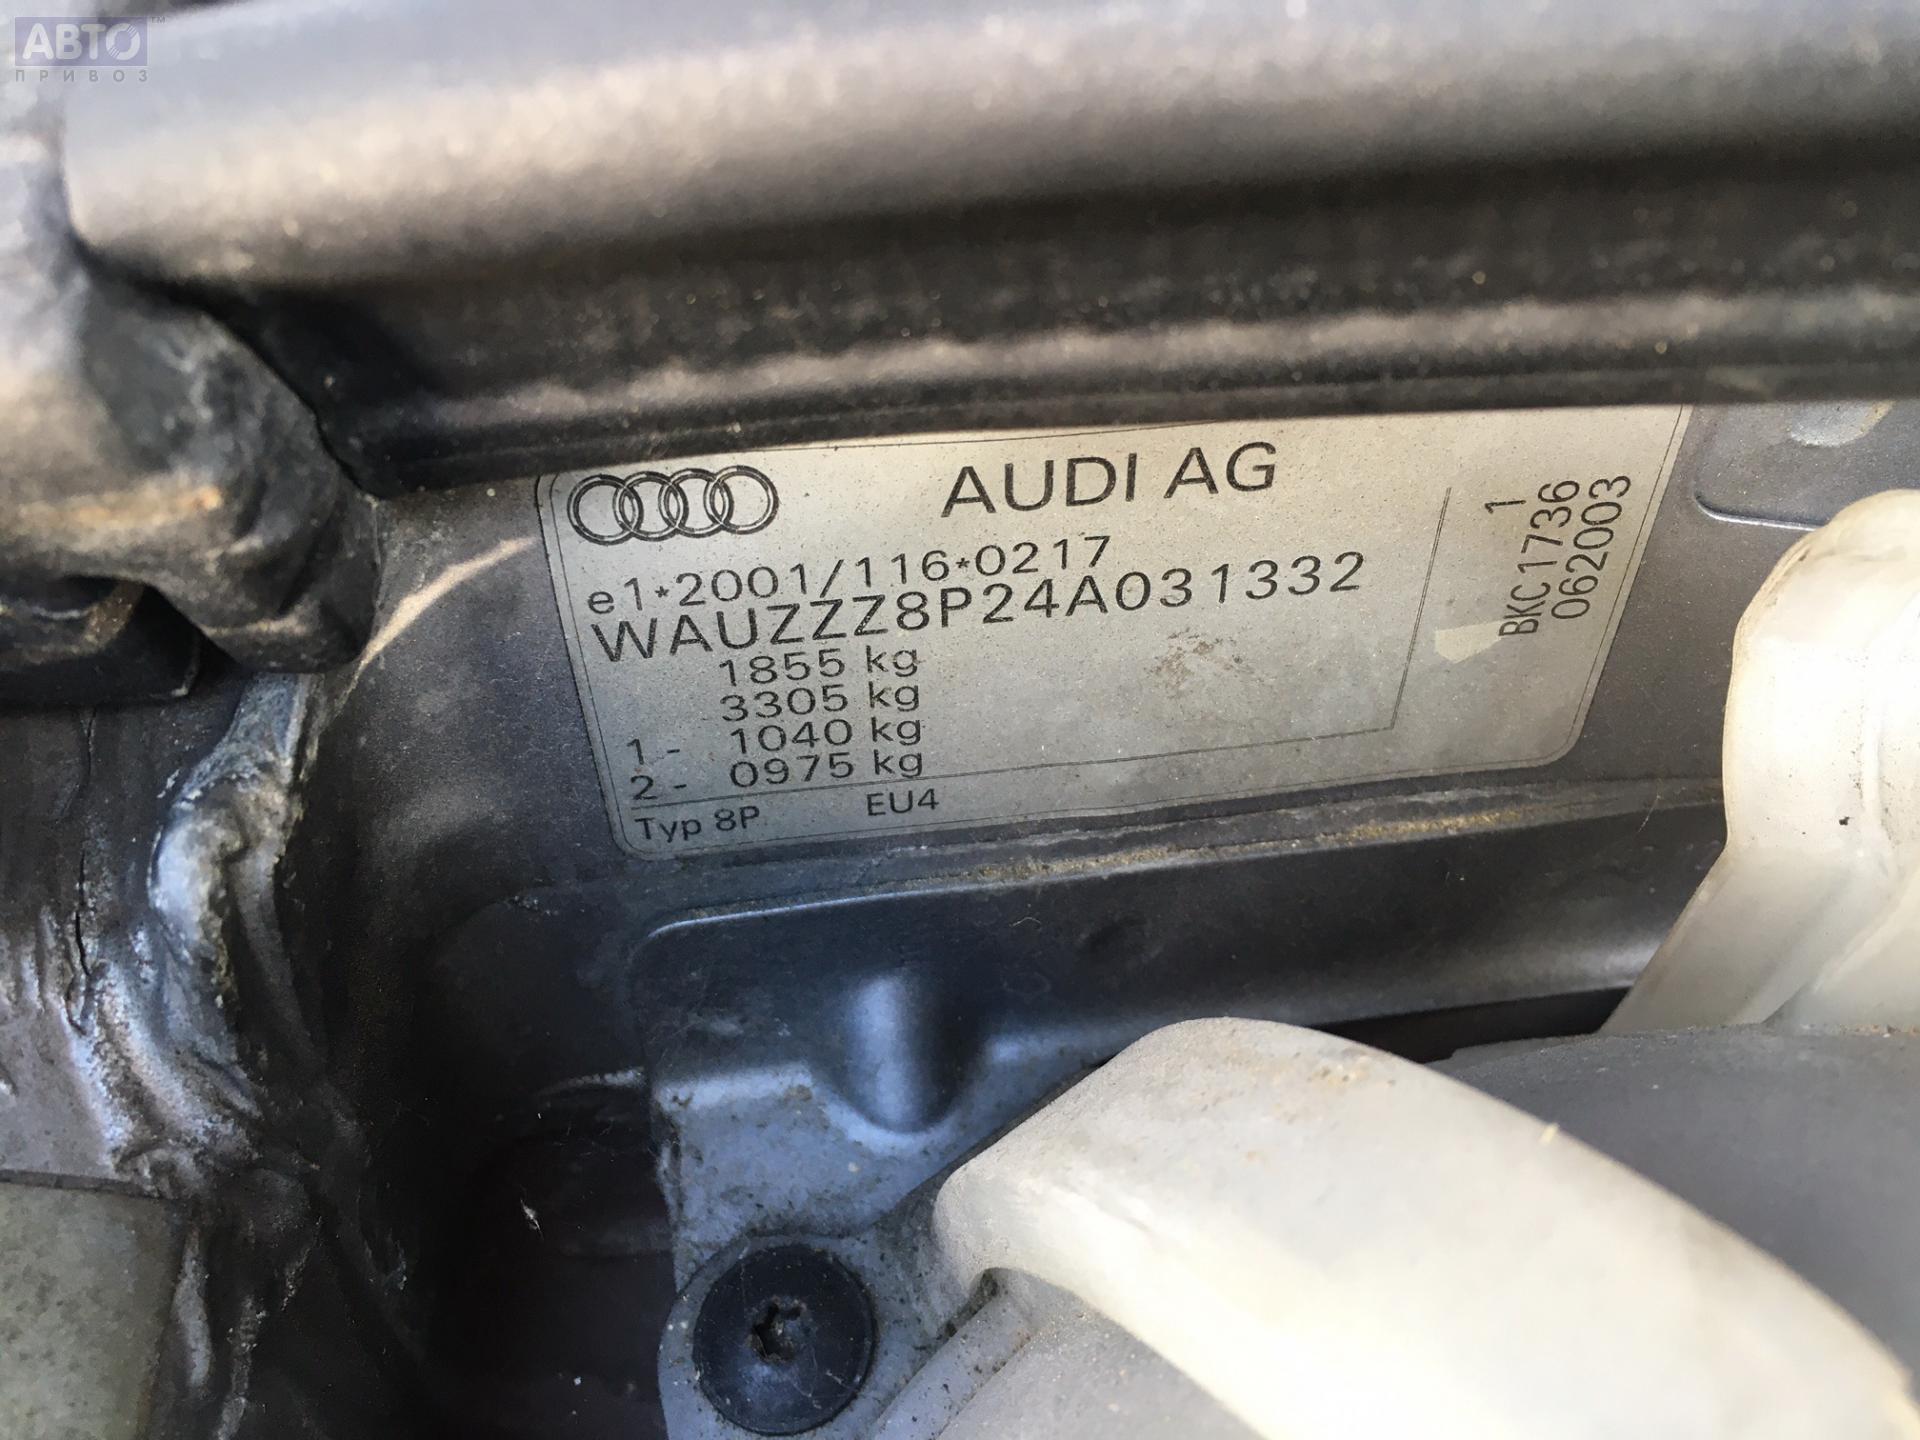 АВТО™
ПРИВОЗ
AUDI AG
e1*2001/116*0217
WAUZZZ8P24A031332
1855 kg
3305 kg
1 - 1040 kg
2 - 0975 kg
Typ 8P EU4
1
BKC1736
062003